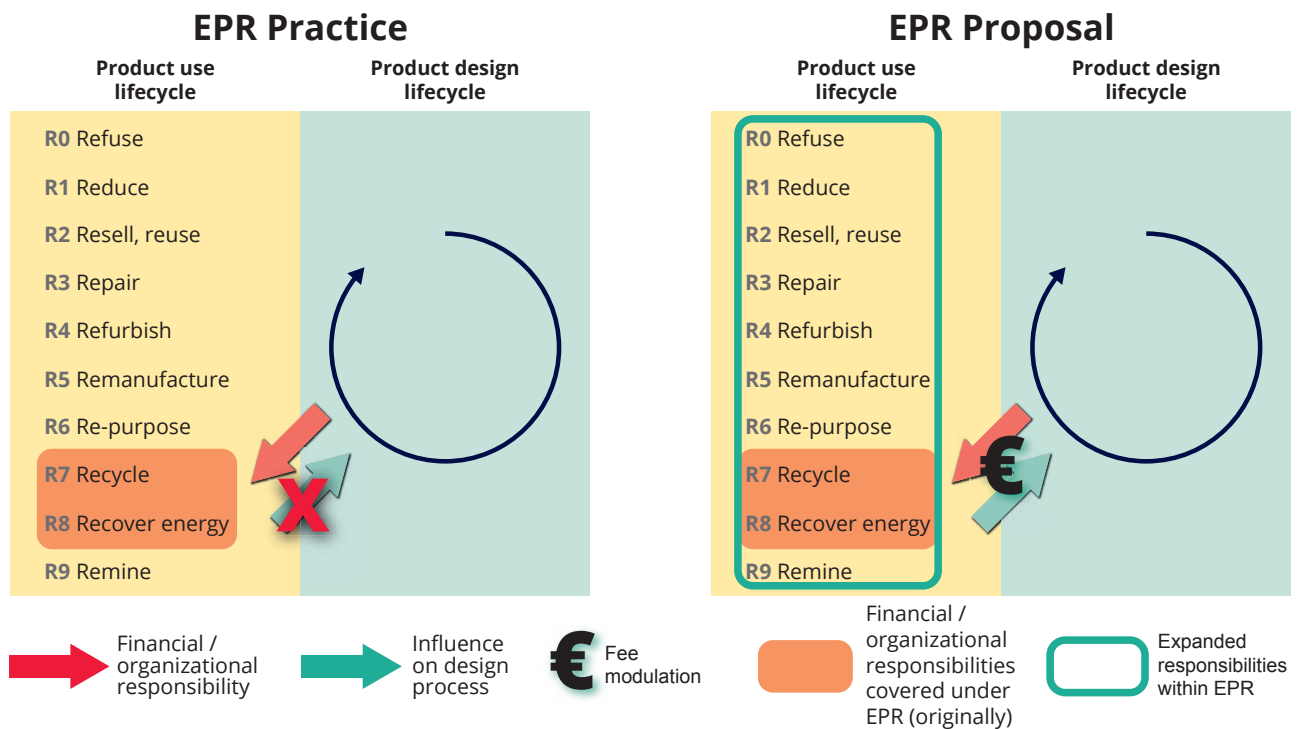 EPR Practice
Product use
lifecycle
Product design
lifecycle
R0 Refuse
R1 Reduce
R2 Resell, reuse
R3 Repair
R4 Refurbish
R5 Remanufacture
R6 Re-purpose
R7 Recycle
R8 Recover energy
R9 Remine
X
EPR Proposal
Product use
lifecycle
Product design
lifecycle
R0 Refuse
R1 Reduce
R2 Resell, reuse
R3 Repair
R4 Refurbish
R5 Remanufacture
R6 Re-purpose
R7 Recycle
R8 Recover energy
R9 Remine
€
Financial /
organizational
responsibility
Influence
on design
process
€
Fee
modulation
Financial /
organizational
responsibilities
covered under
EPR (originally)
Expanded
responsibilities
within EPR